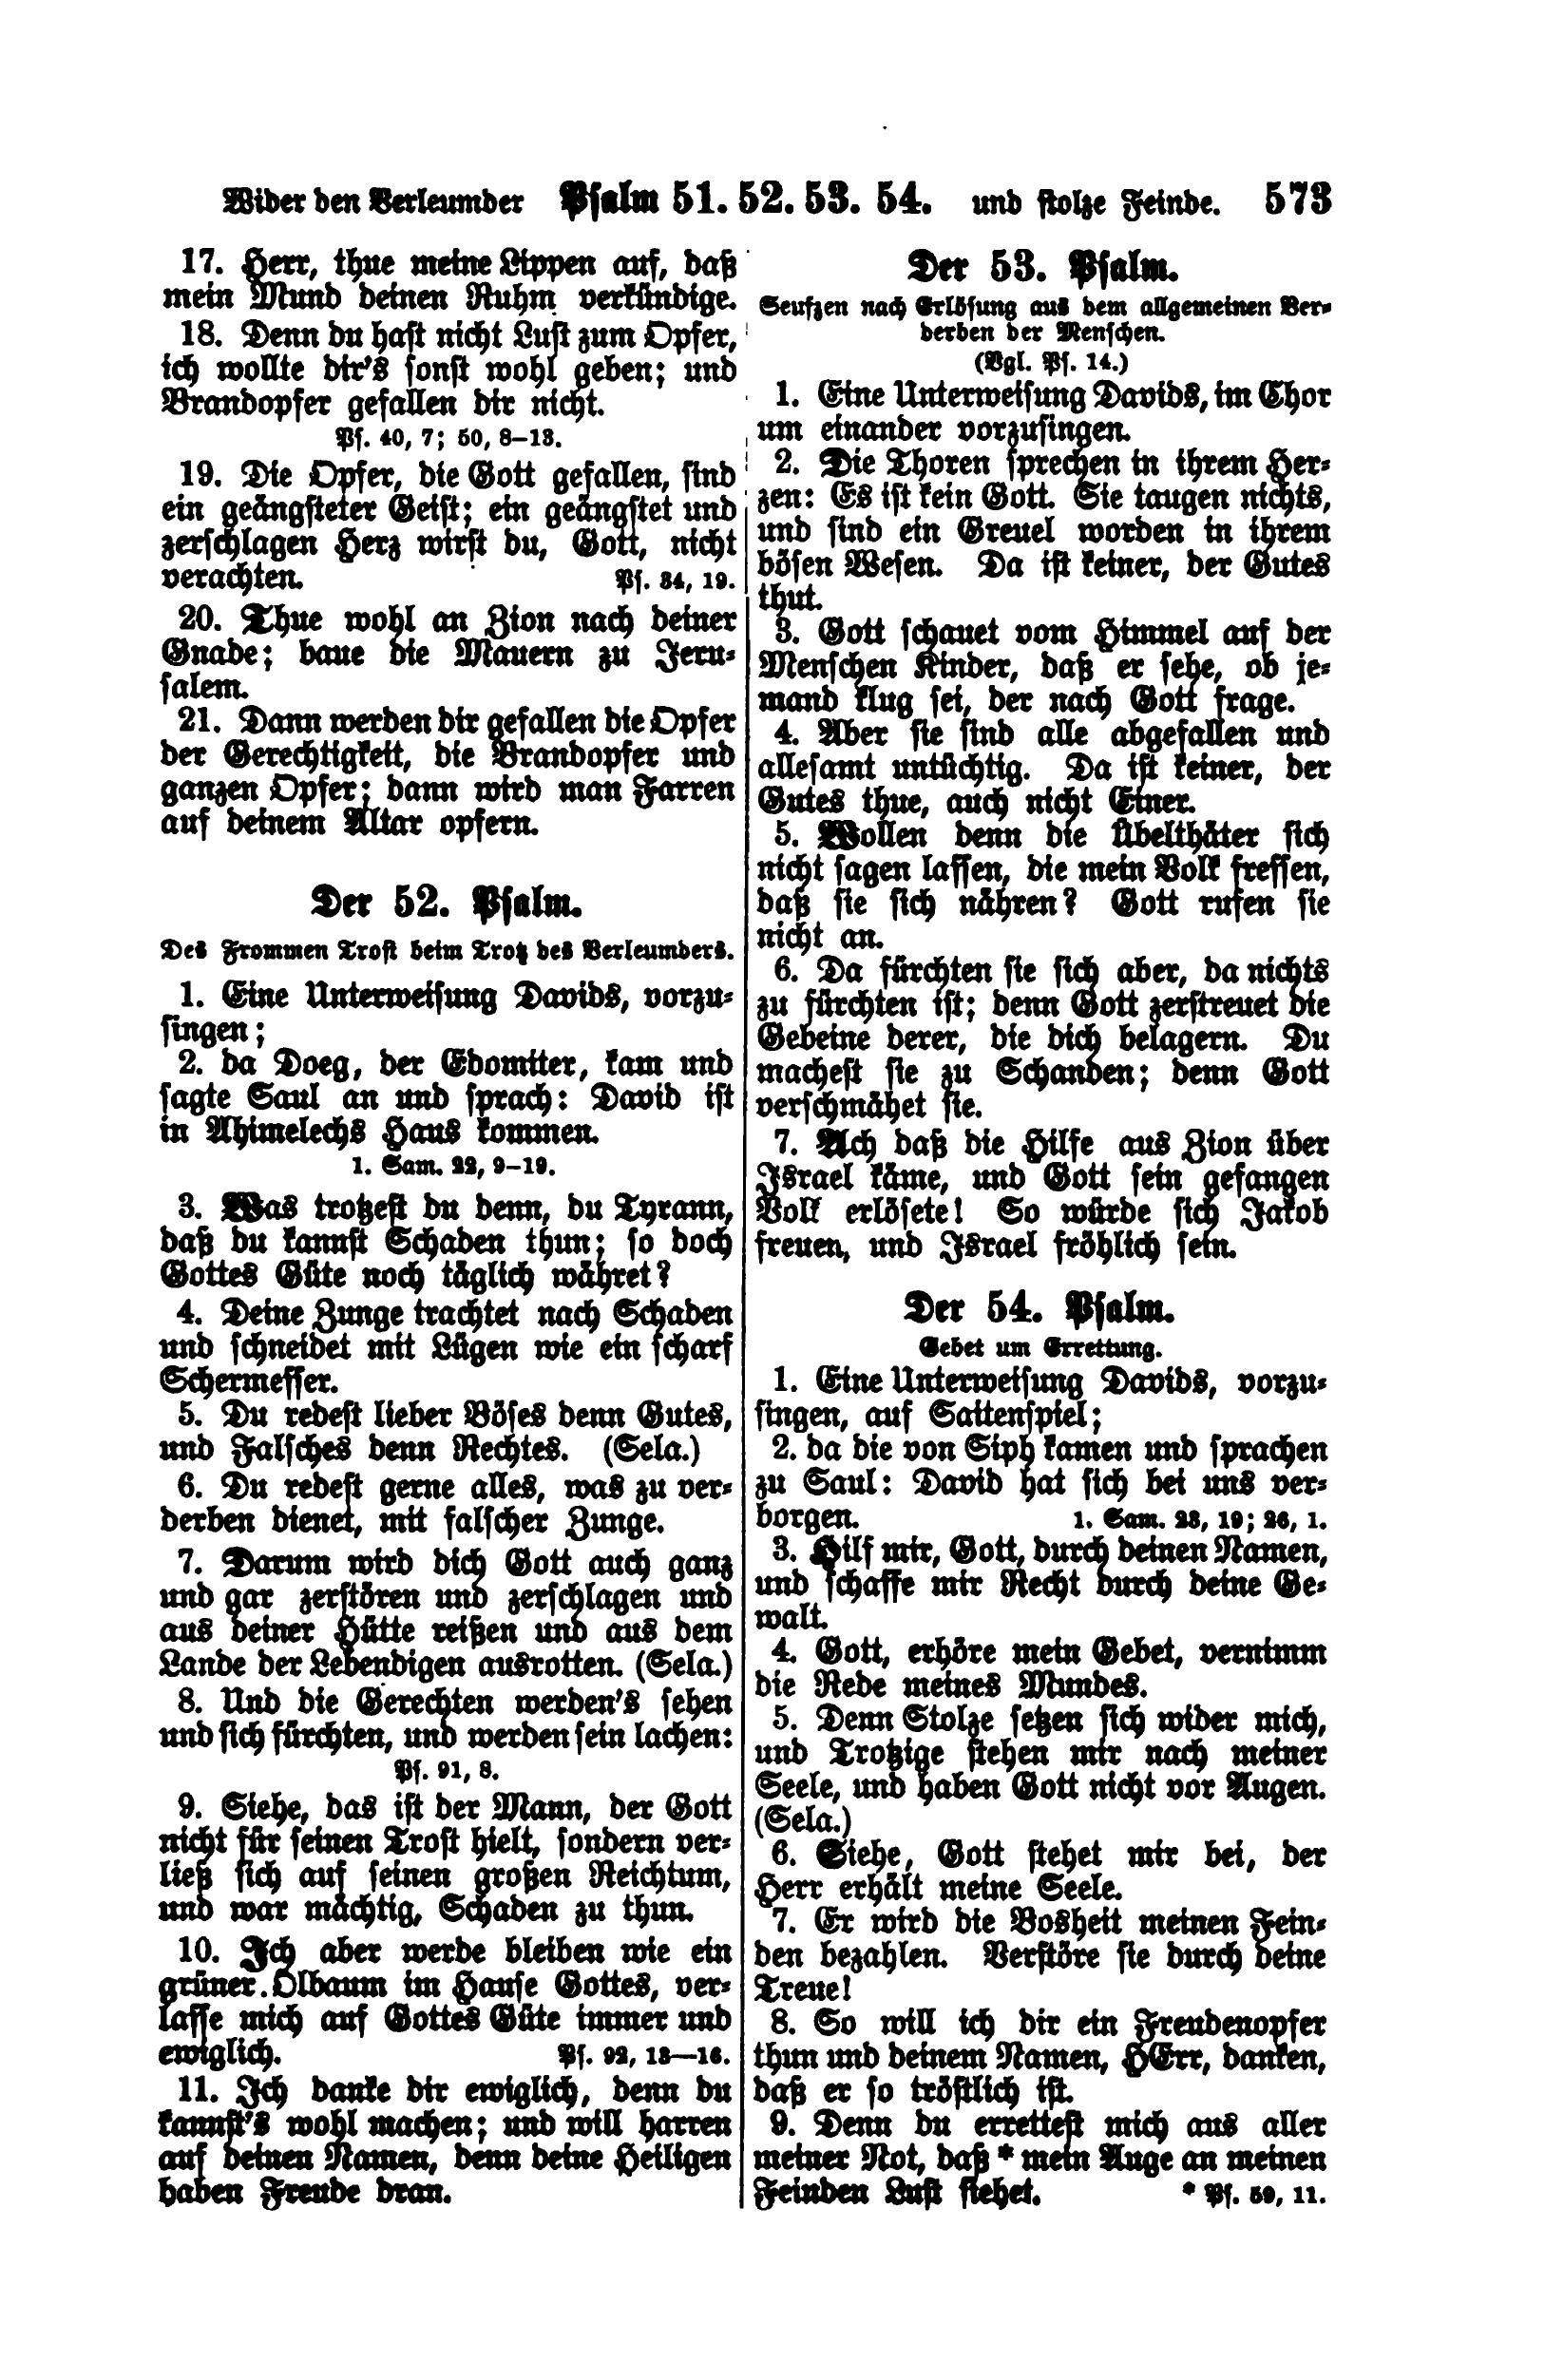 Wider den Verleumder Psalm 51. 52. 53. 54. und stolze Feinde. 573
17. Herr, thue meine Lippen auf, daß
mein Mund deinen Ruhm verkündige.
18. Denn du hast nicht Lust zum Opfer,
ich wollte dir's sonst wohl geben; und
Brandopfer gefallen dir nicht.
Ps. 40, 7; 50, 8–13.
19. Die Opfer, die Gott gefallen, sind
ein geängsteter Geist; ein geängstet und
zerschlagen Herz wirst du, Gott, nicht
verachten. Ps. 34, 19.
20. Thue wohl an Zion nach deiner
Gnade; baue die Mauern zu Jeru-
salem.
21. Dann werden dir gefallen die Opfer
der Gerechtigkeit, die Brandopfer und
ganzen Opfer; dann wird man Farren
auf deinem Altar opfern.
Der 52. Psalm.
Des Frommen Trost beim Trotz des Verleumders.
1. Eine Unterweisung Davids, vorzu-
singen;
2. da Doeg, der Edomiter, kam und
sagte Saul an und sprach: David ist
in Ahimelechs Haus kommen.
1. Sam. 22, 9–19.
3. Was trotzest du denn, du Tyrann,
daß du kannst Schaden thun; so doch
Gottes Güte noch täglich währet?
4. Deine Zunge trachtet nach Schaden
und schneidet mit Lügen wie ein scharf
Schermesser.
5. Du redest lieber Böses denn Gutes,
und Falsches denn Rechtes. (Sela.)
6. Du redest gerne alles, was zu ver-
derben dienet, mit falscher Zunge.
7. Darum wird dich Gott auch ganz
und gar zerstören und zerschlagen und
aus deiner Hütte reißen und aus dem
Lande der Lebendigen ausrotten. (Sela.)
8. Und die Gerechten werden's sehen
und sich fürchten, und werden sein lachen:
Ps. 91, 8.
9. Siehe, das ist der Mann, der Gott
nicht für seinen Trost hielt, sondern ver-
ließ sich auf seinen großen Reichtum,
und war mächtig, Schaden zu thun.
10. Ich aber werde bleiben wie ein
grüner Ölbaum im Hause Gottes, ver-
lasse mich auf Gottes Güte immer und
ewiglich. Ps. 92, 13—16.
11. Ich danke dir ewiglich, denn du
kannst's wohl machen; und will harren
auf deinen Namen, denn deine Heiligen
haben Freude dran.
Der 53. Psalm.
Seufzen nach Erlösung aus dem allgemeinen Ver-
derben der Menschen.
(Vgl. Ps. 14.)
1. Eine Unterweisung Davids, im Chor
um einander vorzusingen.
2. Die Thoren sprechen in ihrem Her-
zen: Es ist kein Gott. Sie taugen nichts,
und sind ein Greuel worden in ihrem
bösen Wesen. Da ist keiner, der Gutes
thut.
3. Gott schauet vom Himmel auf der
Menschen Kinder, daß er sehe, ob je-
mand klug sei, der nach Gott frage.
4. Aber sie sind alle abgefallen und
allesamt untüchtig. Da ist keiner, der
Gutes thue, auch nicht Einer.
5. Wollen denn die Übelthäter sich
nicht sagen lassen, die mein Volk fressen,
daß sie sich nähren? Gott rufen sie
nicht an.
6. Da fürchten sie sich aber, da nichts
zu fürchten ist; denn Gott zerstreuet die
Gebeine derer, die dich belagern. Du
machest sie zu Schanden; denn Gott
verschmähet sie.
7. Ach daß die Hilfe aus Zion über
Israel käme, und Gott sein gefangen
Volk erlösete! So würde sich Jakob
freuen, und Israel fröhlich sein.
Der 54. Psalm.
Gebet um Errettung.
1. Eine Unterweisung Davids, vorzu-
singen, auf Saitenspiel;
2. da die von Siph kamen und sprachen
zu Saul: David hat sich bei uns ver-
borgen. 1. Sam. 23, 19; 26, 1.
3. Hilf mir, Gott, durch deinen Namen,
und schaffe mir Recht durch deine Ge-
walt.
4. Gott, erhöre mein Gebet, vernimm
die Rede meines Mundes.
5. Denn Stolze setzen sich wider mich,
und Trotzige stehen mir nach meiner
Seele, und haben Gott nicht vor Augen.
(Sela.)
6. Siehe, Gott stehet mir bei, der
Herr erhält meine Seele.
7. Er wird die Bosheit meinen Fein-
den bezahlen. Verstöre sie durch deine
Treue!
8. So will ich dir ein Freudenopfer
thun und deinem Namen, HErr, danken,
daß er so tröstlich ist.
9. Denn du errettest mich aus aller
meiner Not, daß * mein Auge an meinen
Feinden Lust siehet. * Ps. 59, 11.